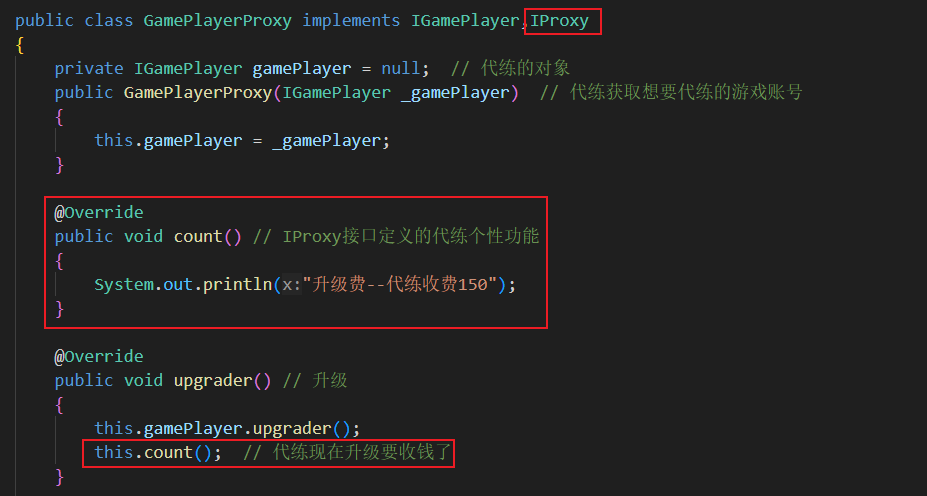 public class GamePlayerProxy implements IGamePlayer,IProxy
{
private IGamePlayer gamePlayer = null;  // 代练的对象
public GamePlayerProxy(IGamePlayer _gamePlayer)  // 代练获取想要代练的游戏账号
{
this.gamePlayer = _gamePlayer;
}
@Override
public void count() // IProxy接口定义的代练个性功能
{
System.out.println(x:"升级费--代练收费150");
}
@Override
public void upgrader() // 升级
{
this.gamePlayer.upgrader();
this.count();  // 代练现在升级要收钱了
}